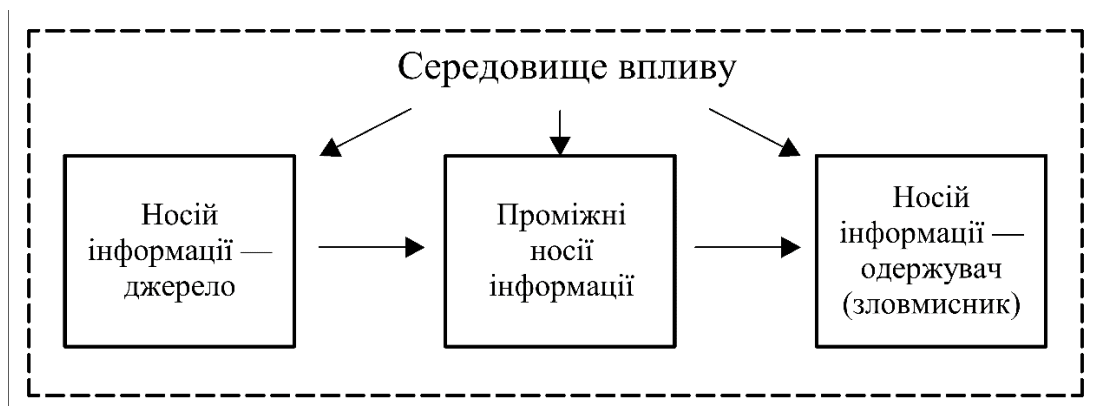 Середовище впливу
Носій
інформації —
джерело
Проміжні
носії
інформації
Носій
інформації —
одержувач
(зловмисник)